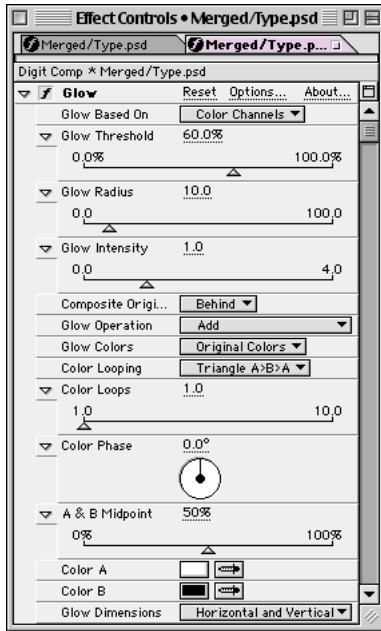 Effect Controls • Merged/Type.psd
Merged/Type.psd
Merged/Type.p...
Digit Comp * Merged/Type.psd
Glow Reset Options... About...
Glow Based On Color Channels
Glow Threshold 60.0%
0.0% 100.0%
Glow Radius 10.0
0.0 100.0
Glow Intensity 1.0
0.0 4.0
Composite Origi... Behind
Glow Operation Add
Glow Colors Original Colors
Color Looping Triangle A>B>A
Color Loops 1.0
1.0 10.0
Color Phase 0.0°
A & B Midpoint 50%
0% 100%
Color A
Color B
Glow Dimensions Horizontal and Vertical